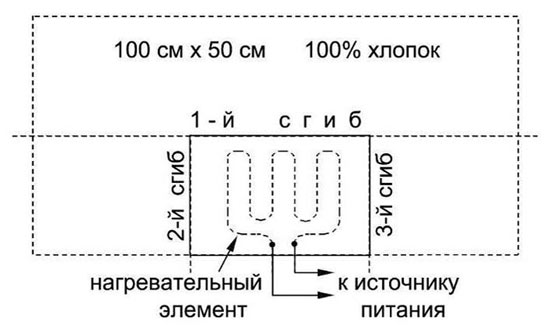 100 см х 50 см 100% хлопок
1-й сгиб
2-й сгиб
3-й сгиб
нагревательный
элемент
к источнику
питания